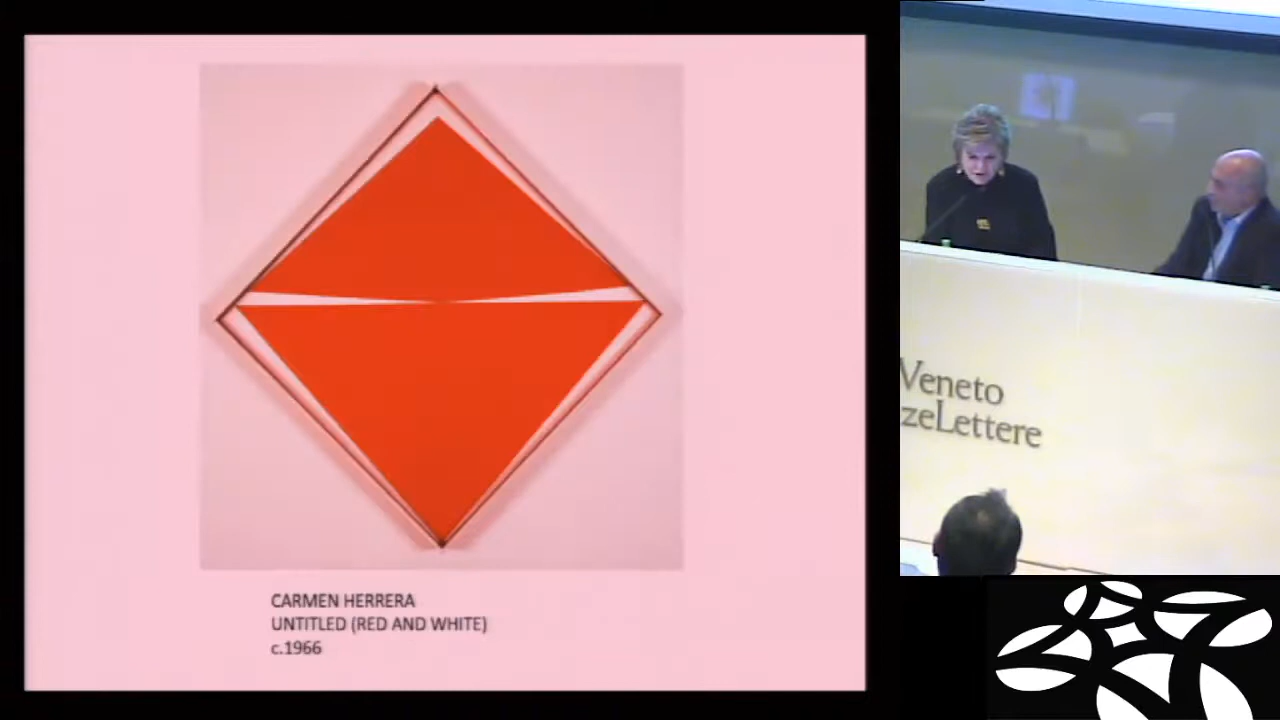 CARMEN HERRERA
UNTITLED (RED AND WHITE)
c.1966
Veneto
zeLettere